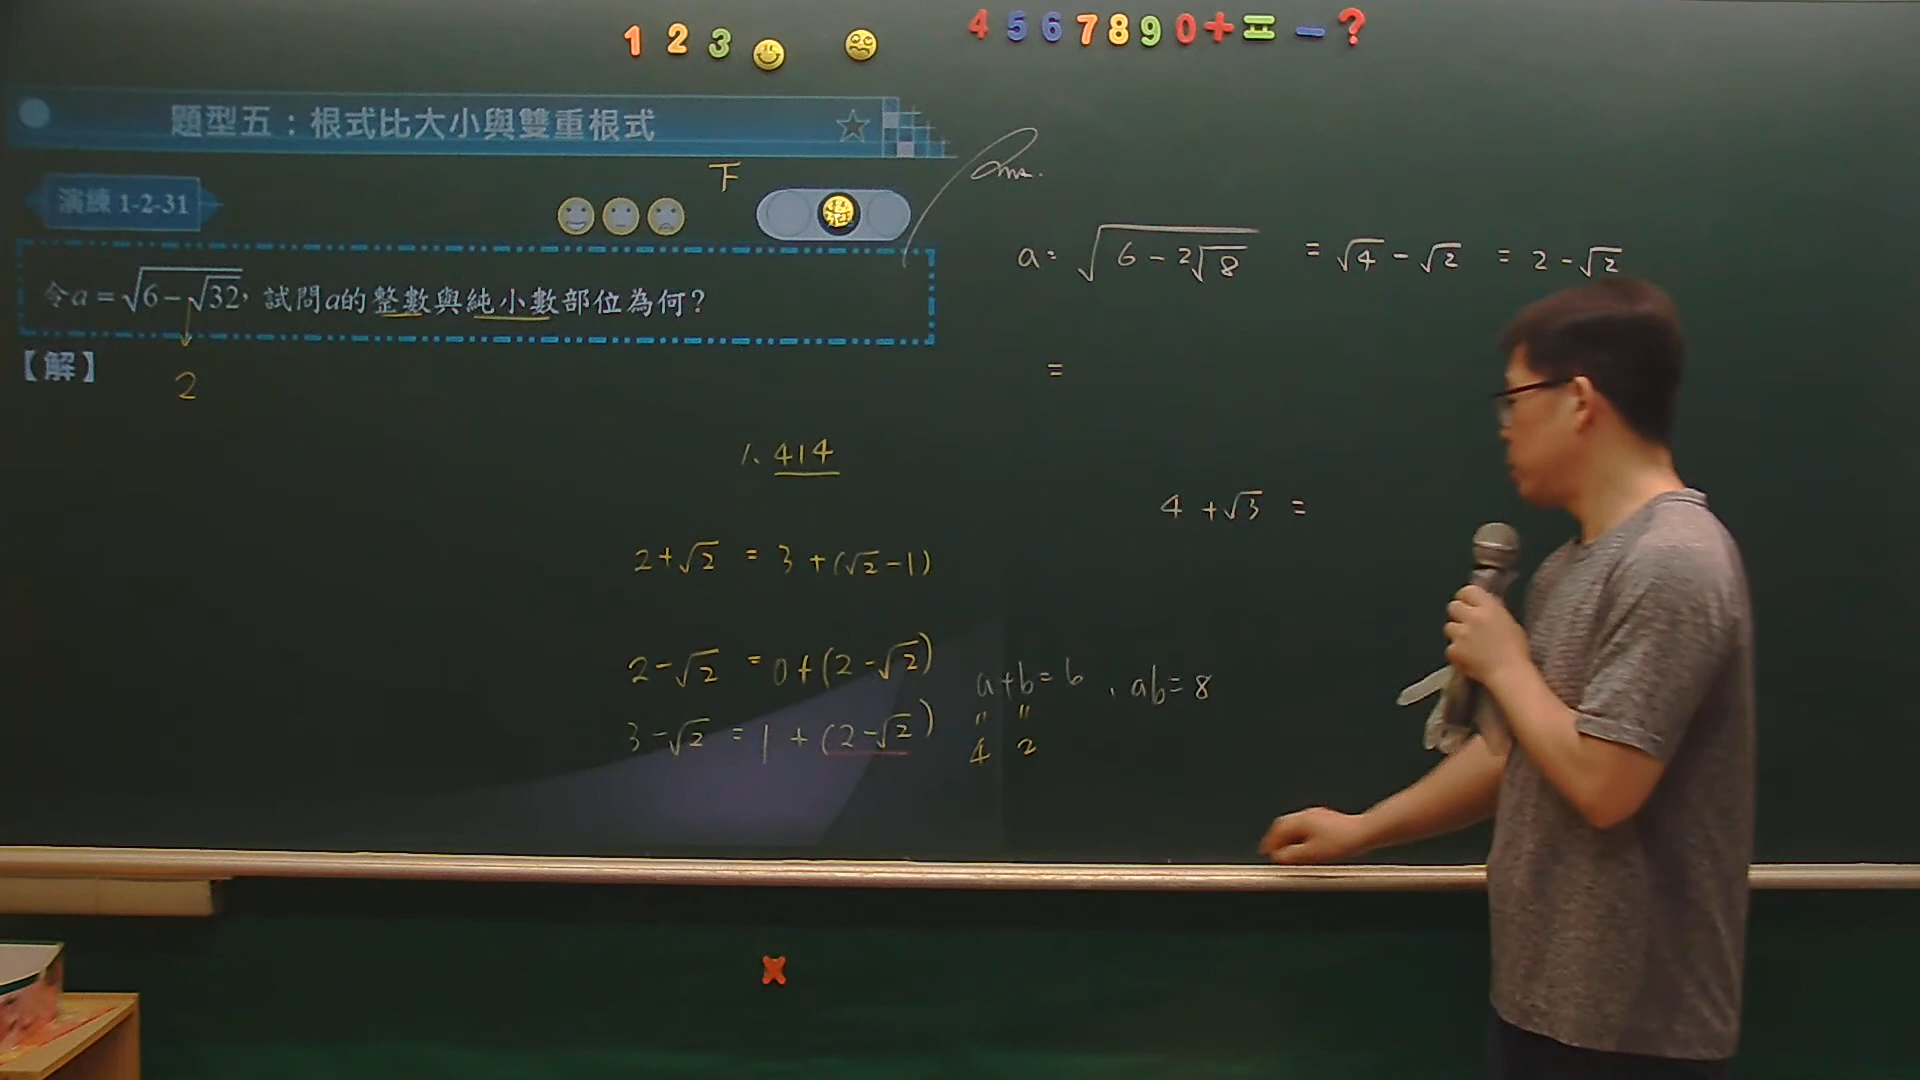 1 2 3
4 5 6 7 8 9 0 + = - ?
題型五：根式比大小與雙重根式
下
演練 1-2-31
令a = √(6-√32), 試問a的整數與純小數部位為何?
【解】
2
Ans.
a = √(6-2√8) = √4 - √2 = 2 - √2
=
1.414
4 + √3 =
2+√2 = 3 + (√2-1)
2-√2 = 0 + (2-√2)
3-√2 = 1 + (2-√2)
a+b=6 , ab=8
" "
4 2
x